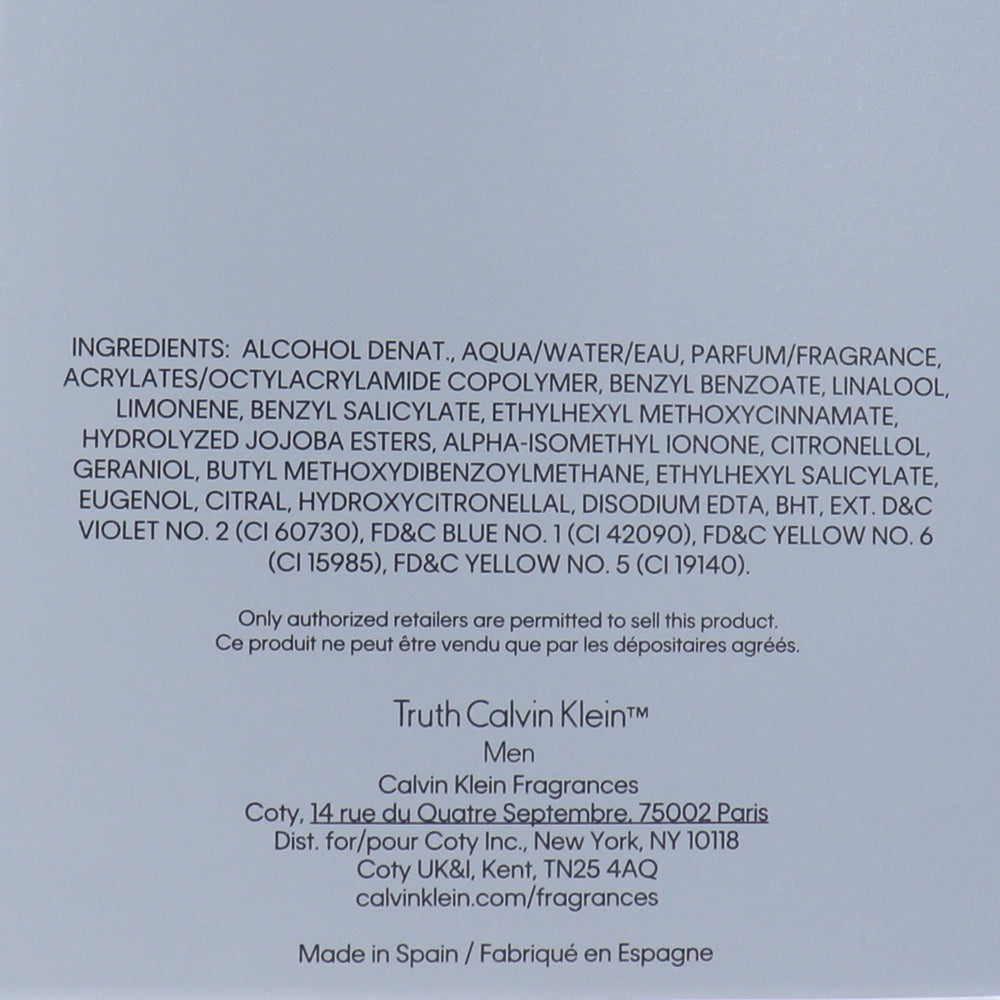 INGREDIENTS: ALCOHOL DENAT., AQUA/WATER/EAU, PARFUM/FRAGRANCE,
ACRYLATES/OCTYLACRYLAMIDE COPOLYMER, BENZYL BENZOATE, LINALOOL,
LIMONENE, BENZYL SALICYLATE, ETHYLHEXYL METHOXYCINNAMATE,
HYDROLYZED JOJOBA ESTERS, ALPHA-ISOMETHYL IONONE, CITRONELLOL,
GERANIOL, BUTYL METHOXYDIBENZOYLMETHANE, ETHYLHEXYL SALICYLATE,
EUGENOL, CITRAL, HYDROXYCITRONELLAL, DISODIUM EDTA, BHT, EXT. D&C
VIOLET NO. 2 (CI 60730), FD&C BLUE NO. 1 (CI 42090), FD&C YELLOW NO. 6
(CI 15985), FD&C YELLOW NO. 5 (CI 19140).
Only authorized retailers are permitted to sell this product.
Ce produit ne peut être vendu que par les dépositaires agréés.
Truth Calvin Klein™
Men
Calvin Klein Fragrances
Coty, 14 rue du Quatre Septembre, 75002 Paris
Dist. for/pour Coty Inc., New York, NY 10118
Coty UK&I, Kent, TN25 4AQ
calvinklein.com/fragrances
Made in Spain / Fabriqué en Espagne